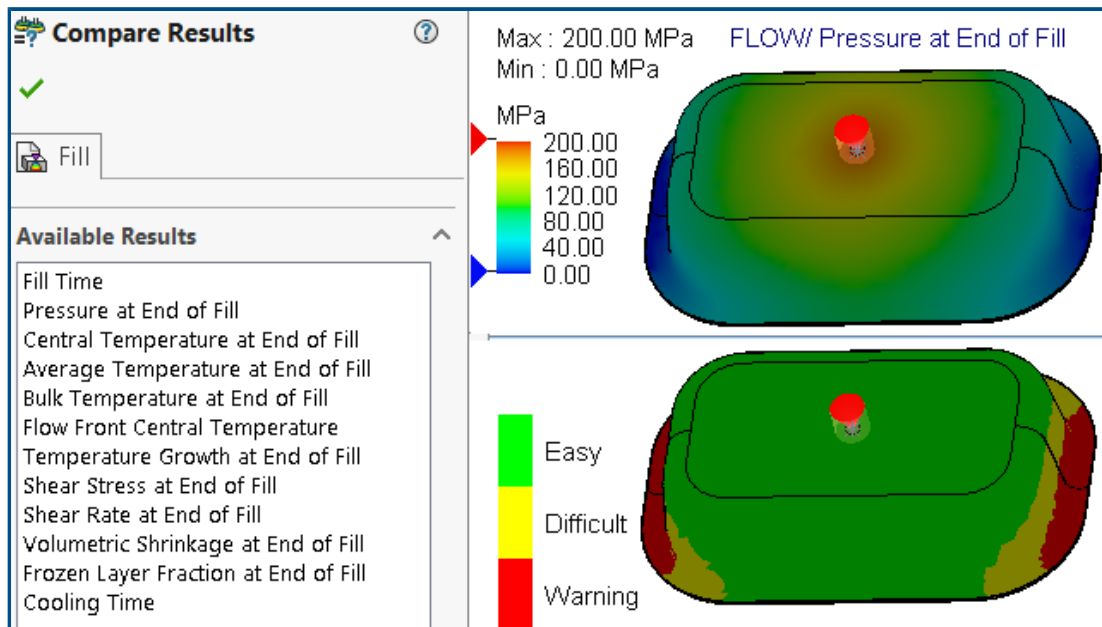 Compare Results
Fill
Available Results
Fill Time
Pressure at End of Fill
Central Temperature at End of Fill
Average Temperature at End of Fill
Bulk Temperature at End of Fill
Flow Front Central Temperature
Temperature Growth at End of Fill
Shear Stress at End of Fill
Shear Rate at End of Fill
Volumetric Shrinkage at End of Fill
Frozen Layer Fraction at End of Fill
Cooling Time
Max : 200.00 MPa FLOW/ Pressure at End of Fill
Min : 0.00 MPa
MPa
200.00
160.00
120.00
80.00
40.00
0.00
Easy
Difficult
Warning